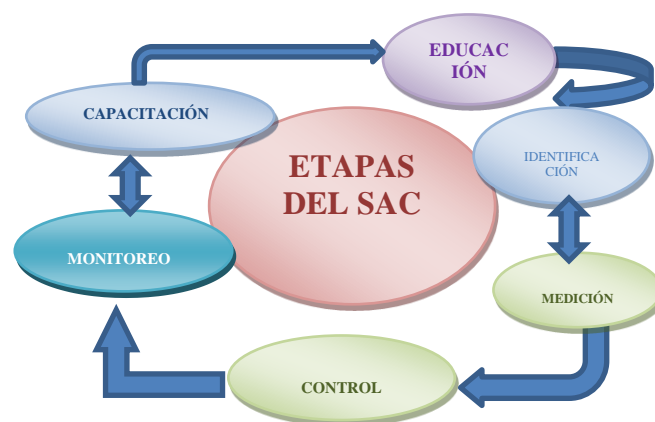 EDUCAC
IÓN
CAPACITACIÓN
ETAPAS
DEL SAC
IDENTIFICA
CIÓN
MONITOREO
MEDICIÓN
CONTROL